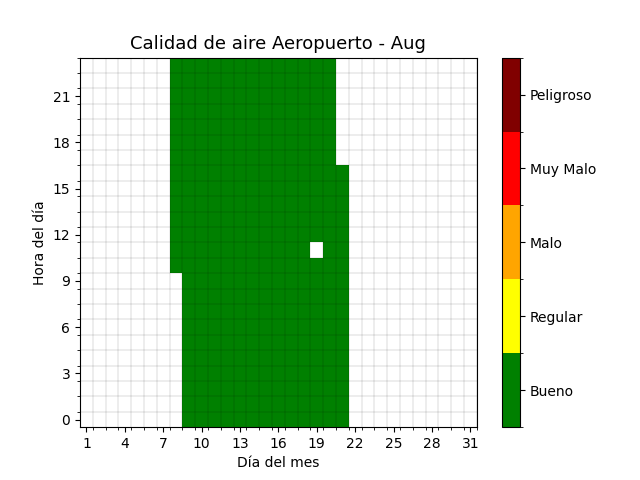 Calidad de aire Aeropuerto - Aug
Hora del día
21
18
15
12
9
6
3
0
1 4 7 10 13 16 19 22 25 28 31
Día del mes
Peligroso
Muy Malo
Malo
Regular
Bueno